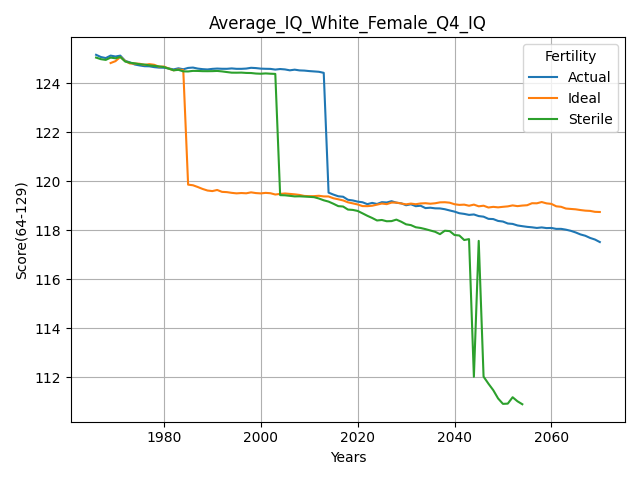 Average_IQ_White_Female_Q4_IQ
Fertility
Actual
Ideal
Sterile
Score(64-129)
124
122
120
118
116
114
112
1980 2000 2020 2040 2060
Years